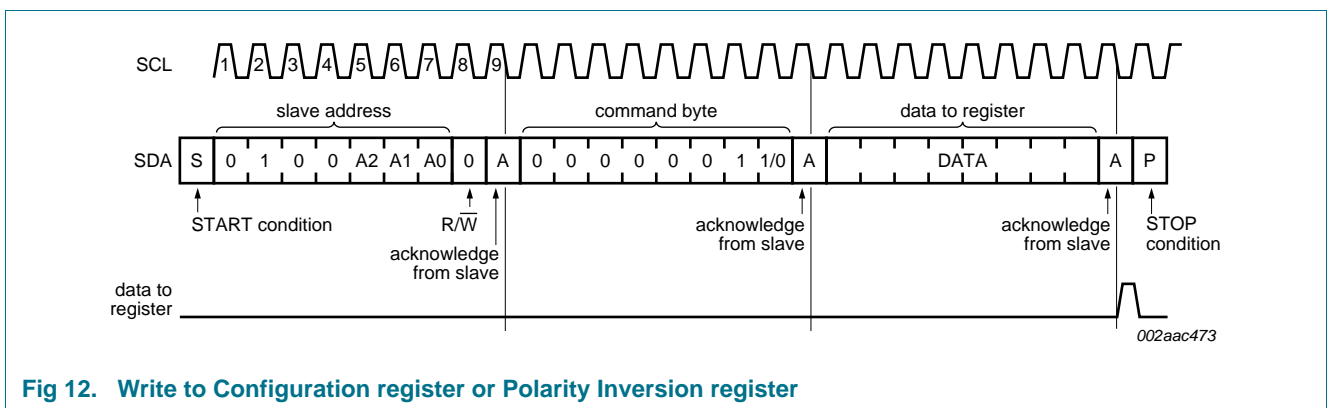 SCL 1 2 3 4 5 6 7 8 9
slave address command byte data to register
SDA S 0 1 0 0 A2 A1 A0 0 A 0 0 0 0 0 0 1 1/0 A DATA A P
START condition R/W̅ acknowledge from slave acknowledge from slave acknowledge from slave STOP condition
data to
register
002aac473
Fig 12. Write to Configuration register or Polarity Inversion register